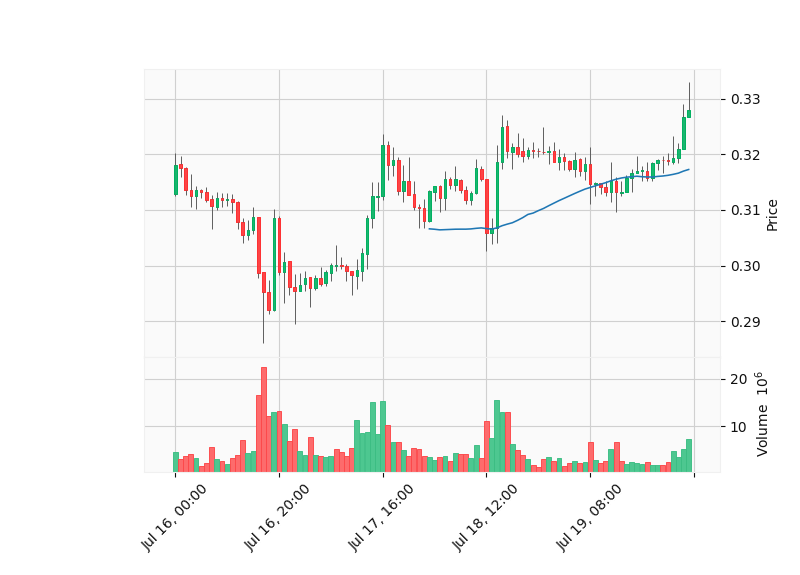 0.33
0.32
0.31
0.30
0.29
Price
20
10
Volume 10^6
Jul 16, 00:00
Jul 16, 20:00
Jul 17, 16:00
Jul 18, 12:00
Jul 19, 08:00